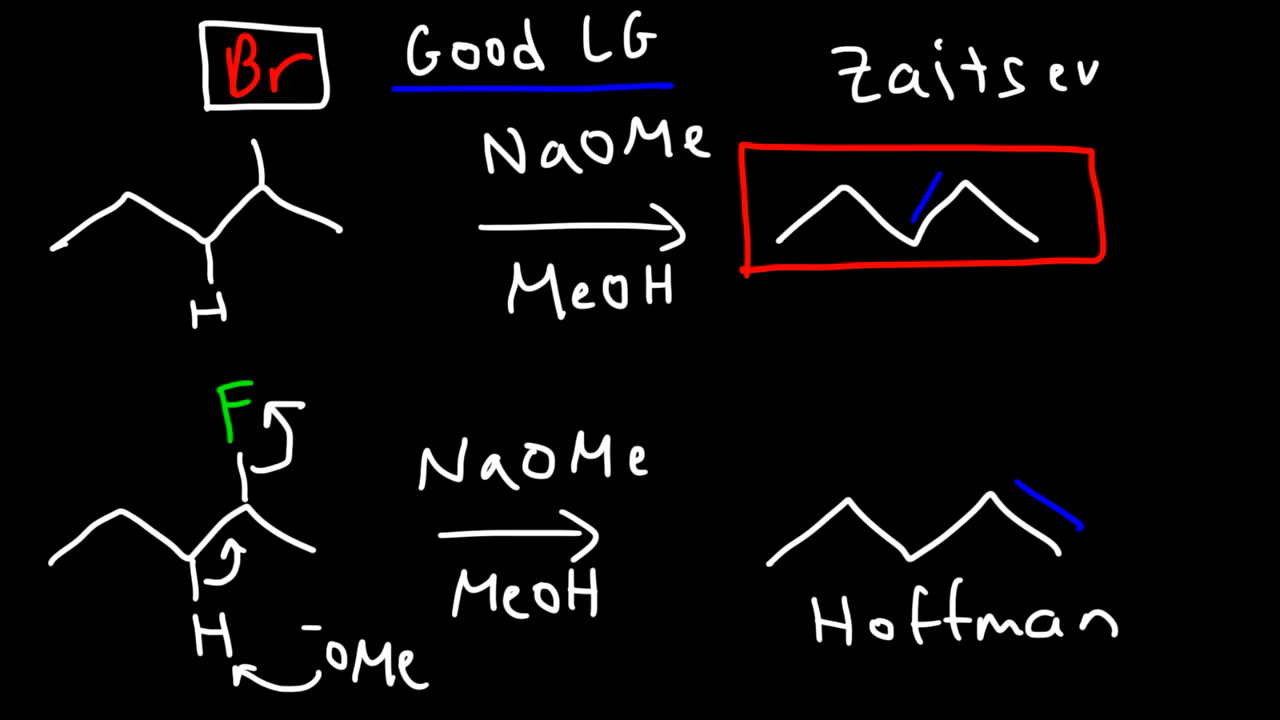 Br Good LG
Zaitsev
NaOMe
MeOH
H
F
NaOMe
MeOH
H
-OMe
Hoffman